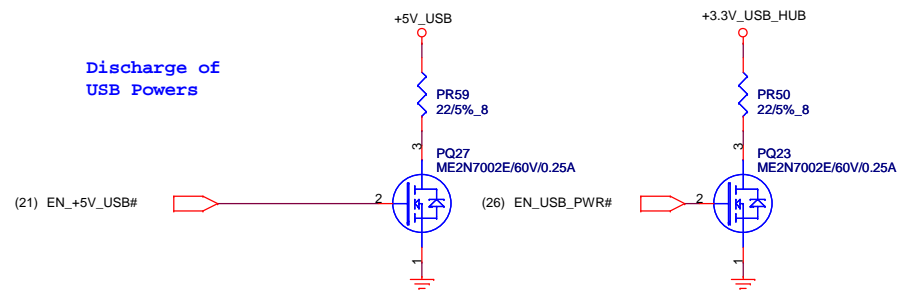 +5V_USB
+3.3V_USB_HUB
Discharge of
USB Powers
PR59
22/5%_8
PR50
22/5%_8
3
3
PQ27
ME2N7002E/60V/0.25A
PQ23
ME2N7002E/60V/0.25A
(21) EN_+5V_USB#
2
(26) EN_USB_PWR#
2
1
1